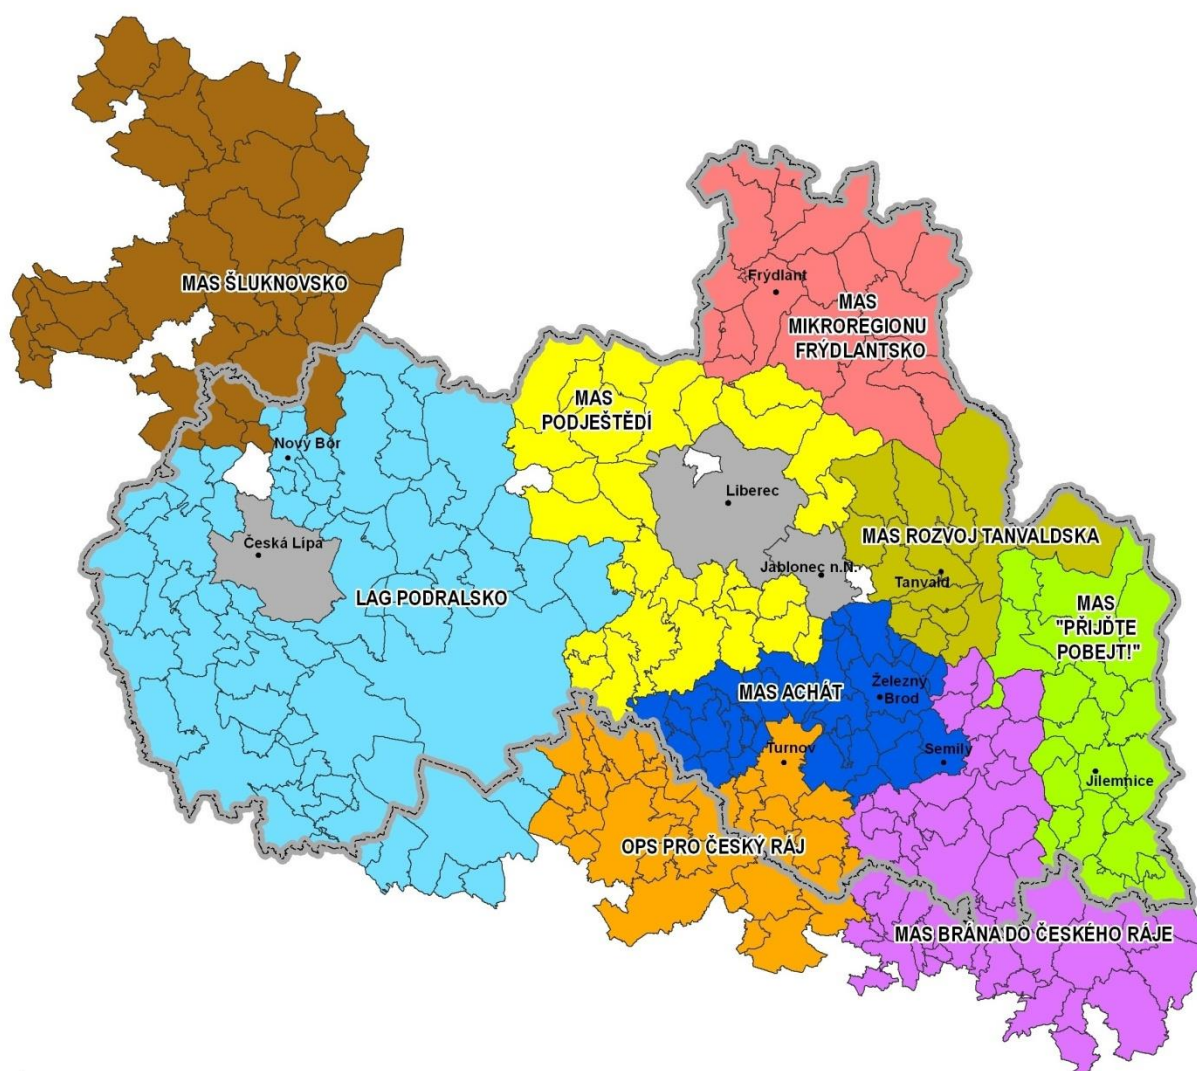 MAS ŠLUKNOVSKO
Frýdlant
MAS
MIKROREGIONU
FRÝDLANTSKO
MAS
PODJEŠTĚDÍ
Nový Bor
Liberec
Česká Lípa
MAS ROZVOJ TANVALDSKA
Jablonec n.N.
Tanvald
LAG PODRALSKO
MAS
"PŘIJĎTE
POBEJT!"
MAS ACHÁT
Železný
Brod
Turnov
Semily
Jilemnice
OPS PRO ČESKÝ RÁJ
MAS BRÁNA DO ČESKÉHO RÁJE